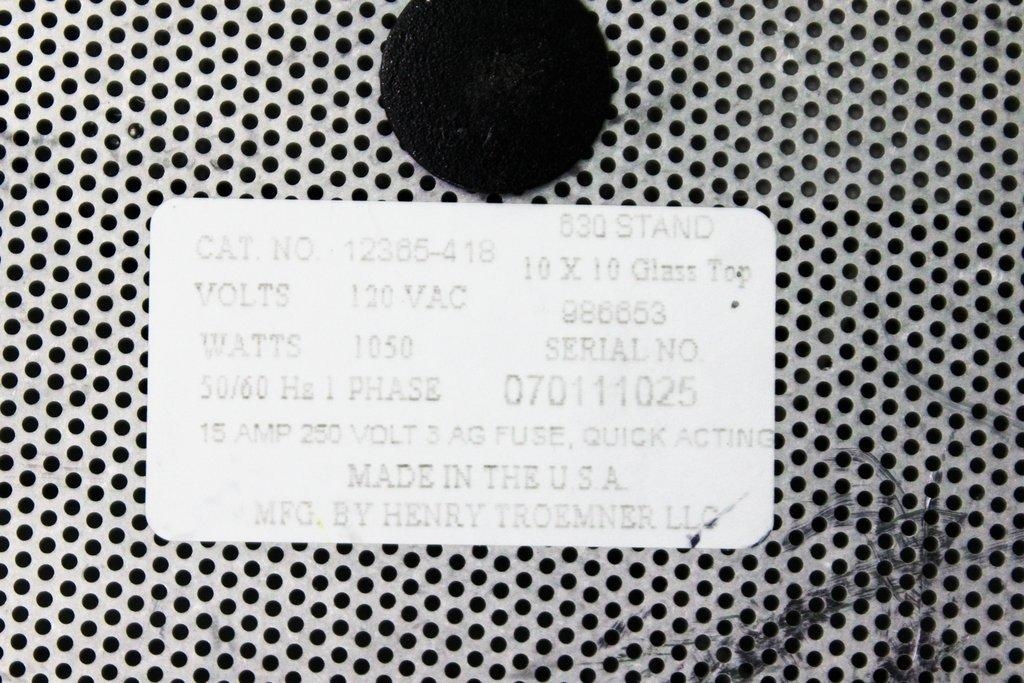 630 STAND
CAT. NO. 12365-418
10 X 10 Glass Top
VOLTS 120 VAC
986653
WATTS 1050
SERIAL NO.
50/60 Hz 1 PHASE
070111025
15 AMP 250 VOLT 3 AG FUSE, QUICK ACTING
MADE IN THE U.S.A.
MFG. BY HENRY TROEMNER LLC